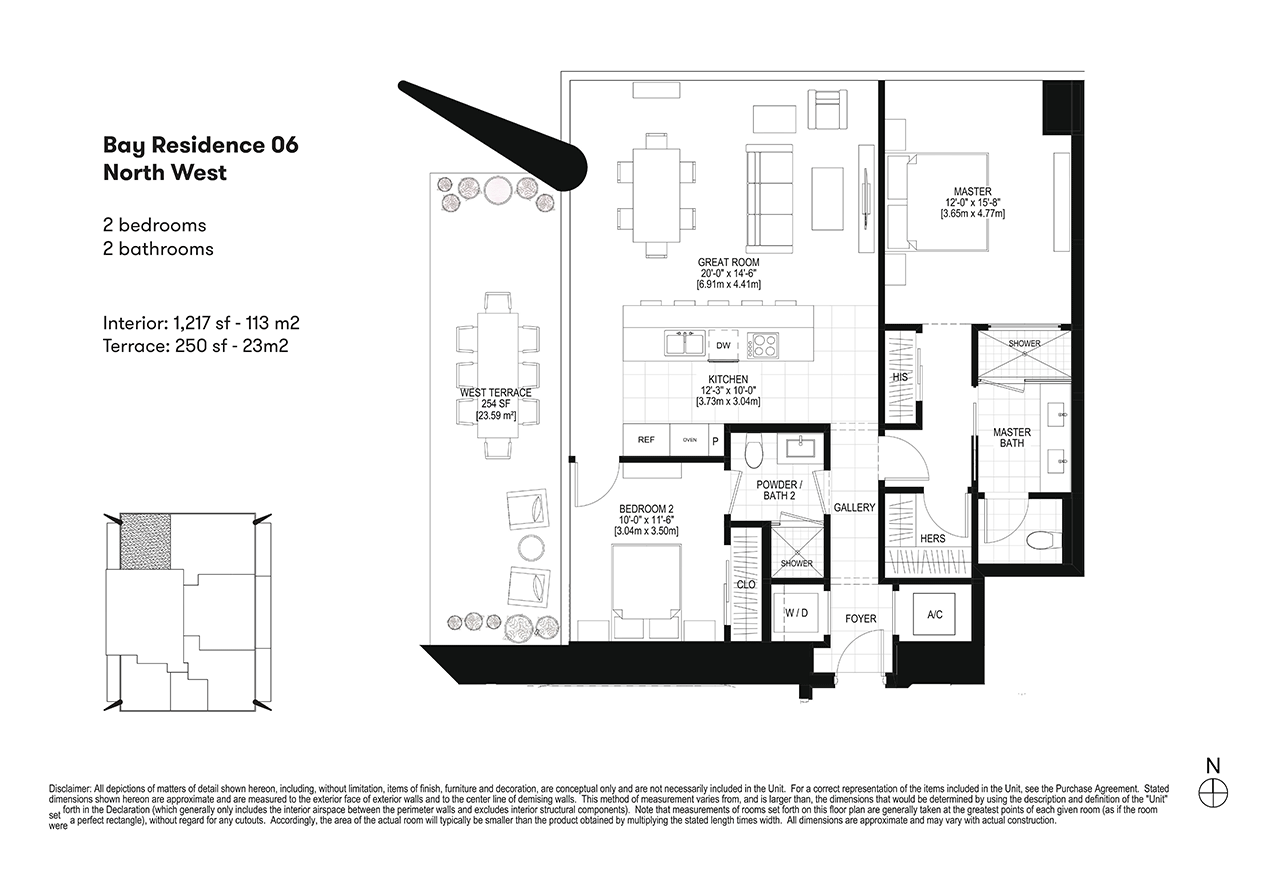 Bay Residence 06
North West
2 bedrooms
2 bathrooms
Interior: 1,217 sf - 113 m2
Terrace: 250 sf - 23m2
MASTER
12'-0" x 15'-8"
[3.65m x 4.77m]
GREAT ROOM
20'-0" x 14'-6"
[6.91m x 4.41m]
DW
SHOWER
HIS
KITCHEN
12'-3" x 10'-0"
[3.73m x 3.04m]
WEST TERRACE
254 SF
[23.59 m²]
REF
OVEN
P
MASTER
BATH
POWDER /
BATH 2
GALLERY
BEDROOM 2
10'-0" x 11'-6"
[3.04m x 3.50m]
HERS
SHOWER
CLO
W / D
FOYER
A/C
N
Disclaimer: All depictions of matters of detail shown hereon, including, without limitation, items of finish, furniture and decoration, are conceptual only and are not necessarily included in the Unit. For a correct representation of the items included in the Unit, see the Purchase Agreement. Stated
dimensions shown hereon are approximate and are measured to the exterior face of exterior walls and to the center line of demising walls. This method of measurement varies from, and is larger than, the dimensions that would be determined by using the description and definition of the "Unit"
set forth in the Declaration (which generally only includes the interior airspace between the perimeter walls and excludes interior structural components). Note that measurements of rooms set forth on this floor plan are generally taken at the greatest points of each given room (as if the room
were a perfect rectangle), without regard for any cutouts. Accordingly, the area of the actual room will typically be smaller than the product obtained by multiplying the stated length times width. All dimensions are approximate and may vary with actual construction.